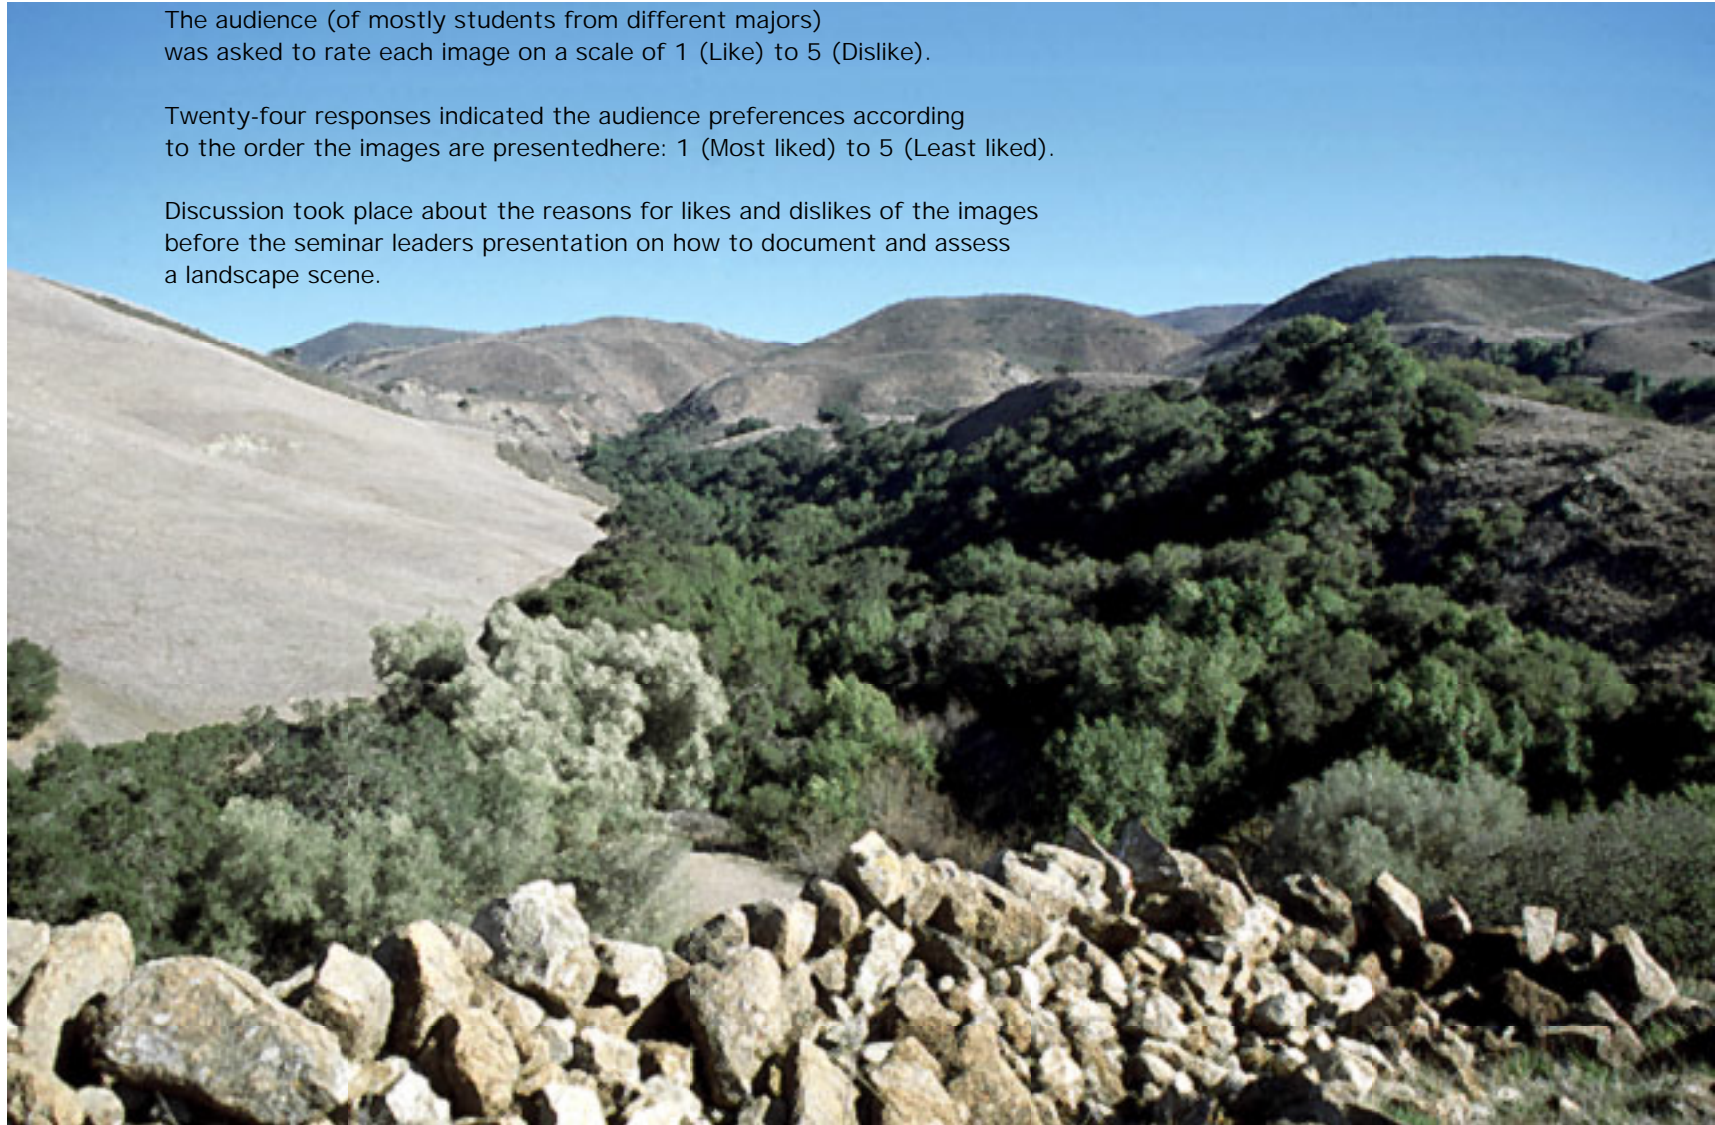 The audience (of mostly students from different majors)
was asked to rate each image on a scale of 1 (Like) to 5 (Dislike).
Twenty-four responses indicated the audience preferences according
to the order the images are presentedhere: 1 (Most liked) to 5 (Least liked).
Discussion took place about the reasons for likes and dislikes of the images
before the seminar leaders presentation on how to document and assess
a landscape scene.